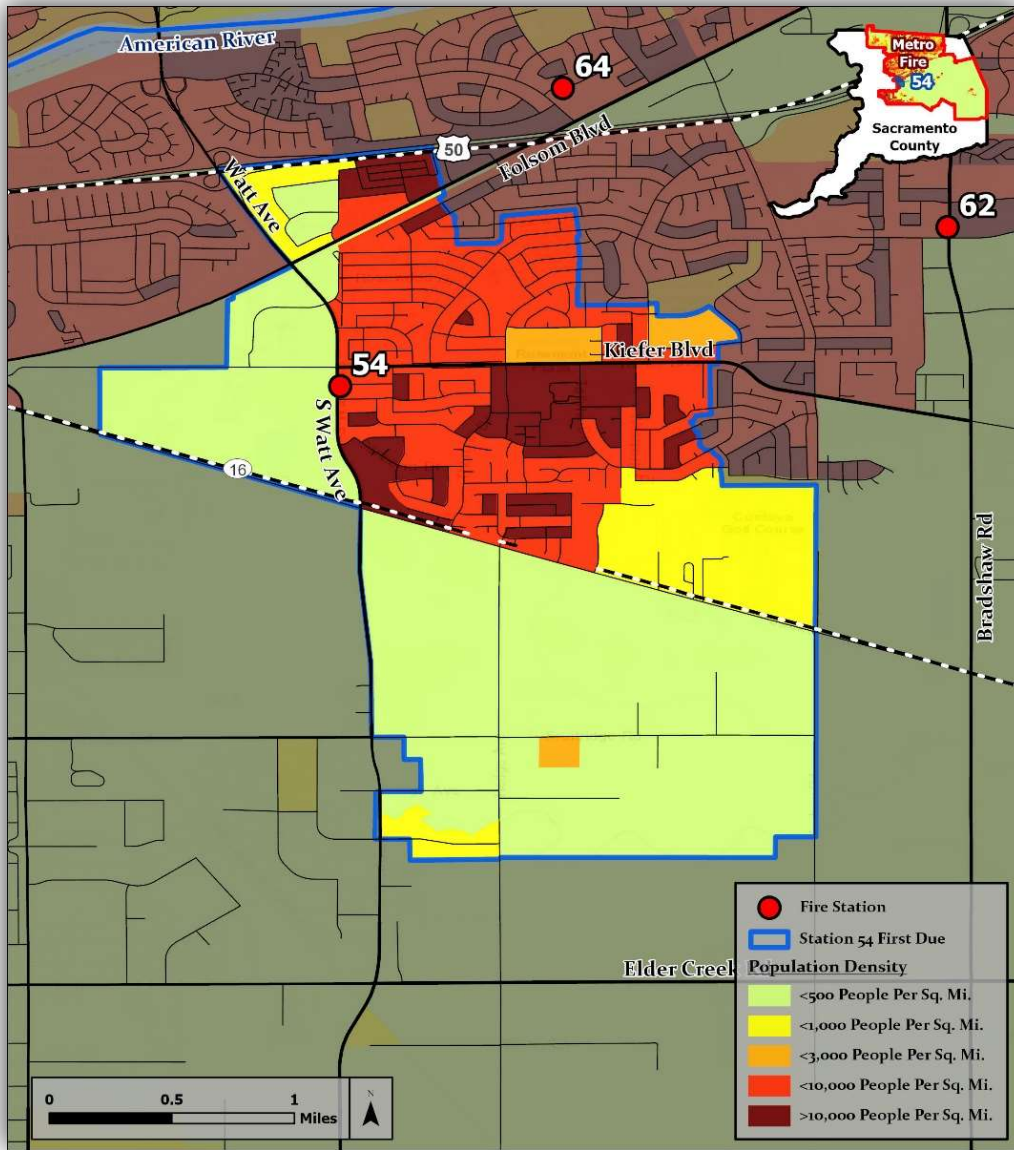 American River
64
Metro
Fire
54
Sacramento
County
50
Folsom Blvd
Watt Ave
62
Kiefer Blvd
54
S Watt Ave
16
Bradshaw Rd
Elder Creek
Fire Station
Station 54 First Due
Population Density
<500 People Per Sq. Mi.
<1,000 People Per Sq. Mi.
<3,000 People Per Sq. Mi.
<10,000 People Per Sq. Mi.
>10,000 People Per Sq. Mi.
0 0.5 1
Miles
N